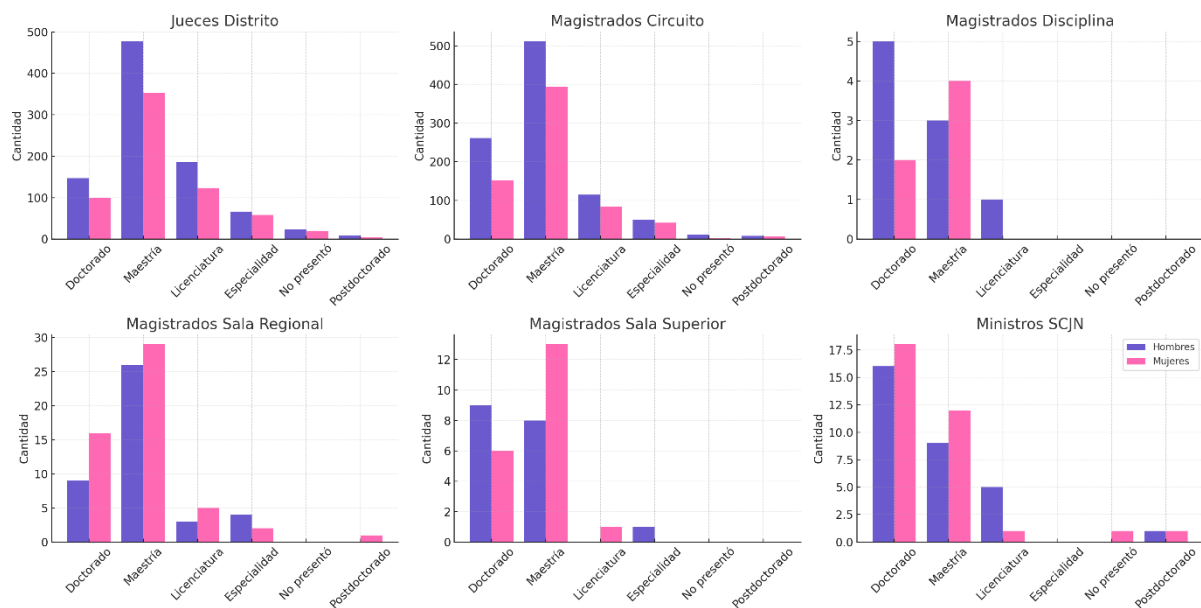 Jueces Distrito
Cantidad
500
400
300
200
100
0
Doctorado
Maestría
Licenciatura
Especialidad
No presentó
Postdoctorado
Magistrados Circuito
Cantidad
500
400
300
200
100
0
Doctorado
Maestría
Licenciatura
Especialidad
No presentó
Postdoctorado
Magistrados Disciplina
Cantidad
5
4
3
2
1
0
Doctorado
Maestría
Licenciatura
Especialidad
No presentó
Postdoctorado
Magistrados Sala Regional
Cantidad
30
25
20
15
10
5
0
Doctorado
Maestría
Licenciatura
Especialidad
No presentó
Postdoctorado
Magistrados Sala Superior
Cantidad
12
10
8
6
4
2
0
Doctorado
Maestría
Licenciatura
Especialidad
No presentó
Postdoctorado
Ministros SCJN
Hombres
Mujeres
Cantidad
17.5
15.0
12.5
10.0
7.5
5.0
2.5
0.0
Doctorado
Maestría
Licenciatura
Especialidad
No presentó
Postdoctorado